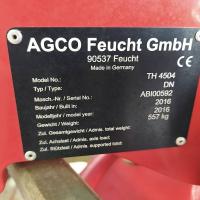 AGCO Feucht GmbH
90537 Feucht
Made in Germany
CE
Model No.: TH 4504
Typ / Type: DN
Masch.-Nr / Serial No.: ABI00592
Baujahr / Built in: 2016
Modeljahr / model year: 2016
Gewicht / Weight: 557 kg
Zul. Gesamtgewicht / Admis. total weight:
Zul. Achslast / Admis. axle load:
Zul. Stützlast / Admis. supported load: